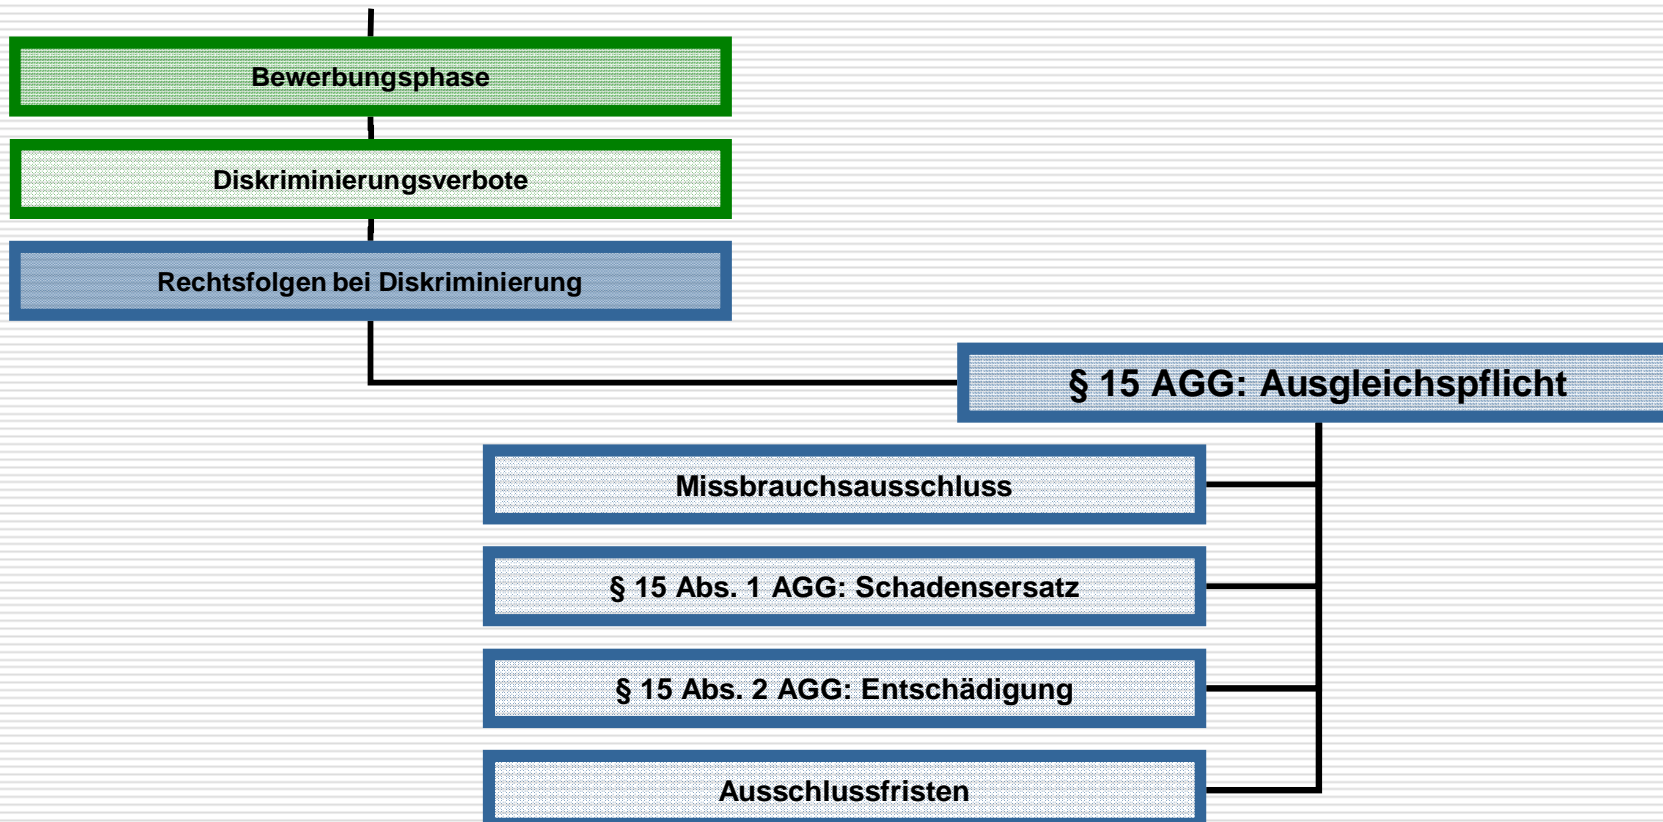 Bewerbungsphase
Diskriminierungsverbote
Rechtsfolgen bei Diskriminierung
§ 15 AGG: Ausgleichspflicht
Missbrauchsausschluss
§ 15 Abs. 1 AGG: Schadensersatz
§ 15 Abs. 2 AGG: Entschädigung
Ausschlussfristen